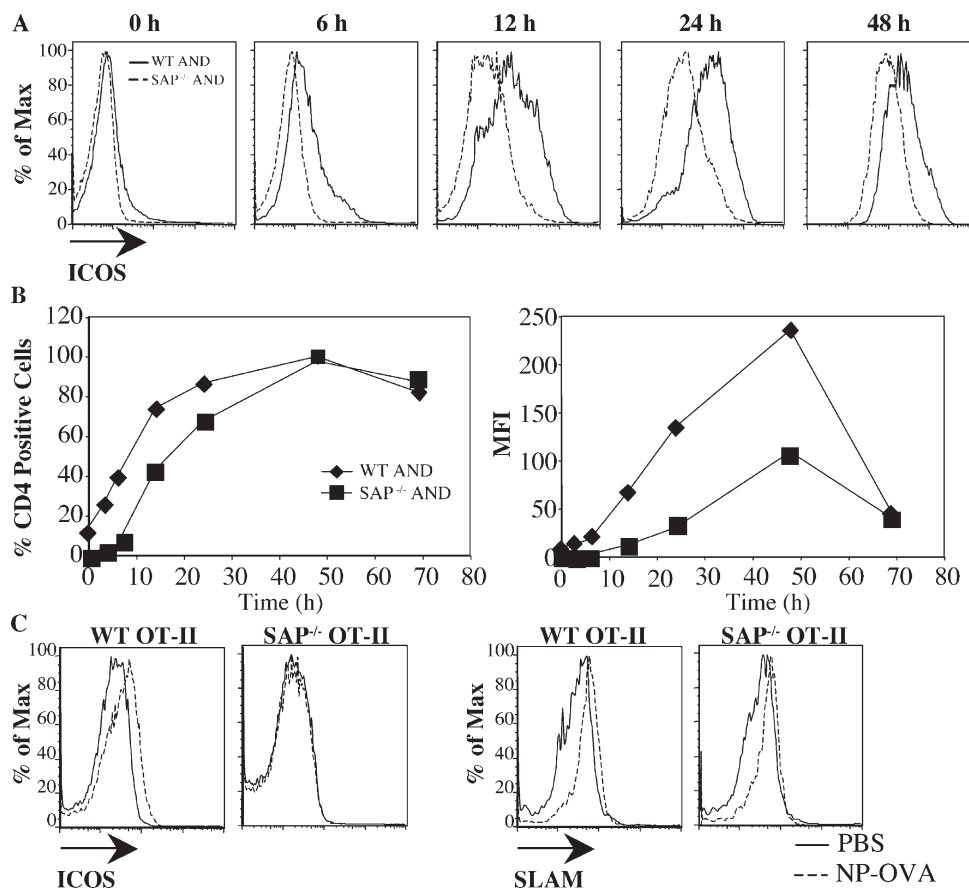 A
0 h
6 h
12 h
24 h
48 h
% of Max
100
80
60
40
20
0
WT AND
SAP-/- AND
ICOS
B
% CD4 Positive Cells
120
100
80
60
40
20
0
0 10 20 30 40 50 60 70 80
Time (h)
WT AND
SAP-/- AND
MFI
250
200
150
100
50
0
0 10 20 30 40 50 60 70 80
Time (h)
C
WT OT-II
SAP-/- OT-II
WT OT-II
SAP-/- OT-II
% of Max
100
80
60
40
20
0
ICOS
% of Max
100
80
60
40
20
0
SLAM
PBS
NP-OVA